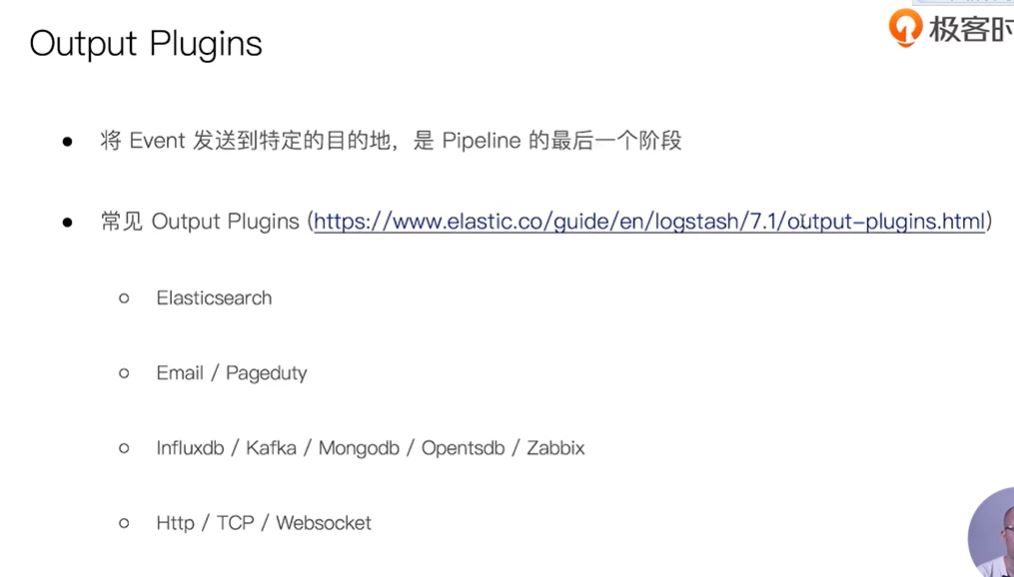 极客时
Output Plugins
● 将 Event 发送到特定的目的地，是 Pipeline 的最后一个阶段
● 常见 Output Plugins (https://www.elastic.co/guide/en/logstash/7.1/output-plugins.html)
○ Elasticsearch
○ Email / Pageduty
○ Influxdb / Kafka / Mongodb / Opentsdb / Zabbix
○ Http / TCP / Websocket